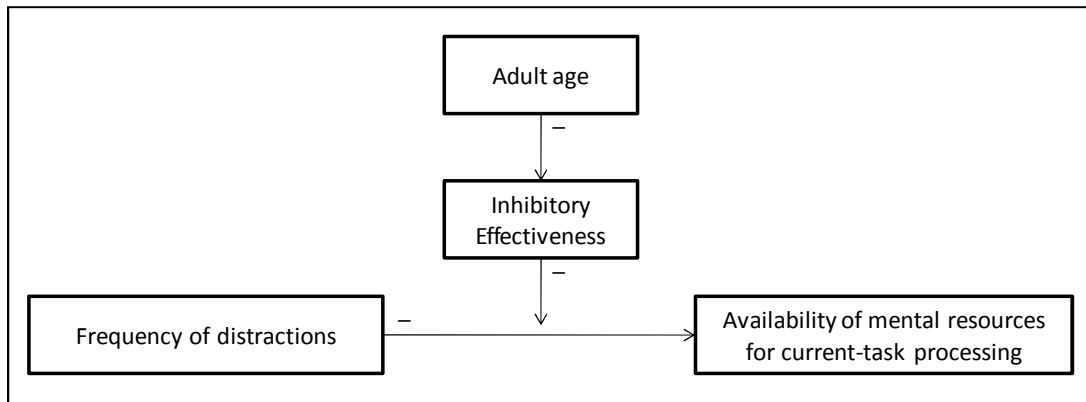 Adult age
–
Inhibitory
Effectiveness
–
Frequency of distractions
–
Availability of mental resources
for current-task processing